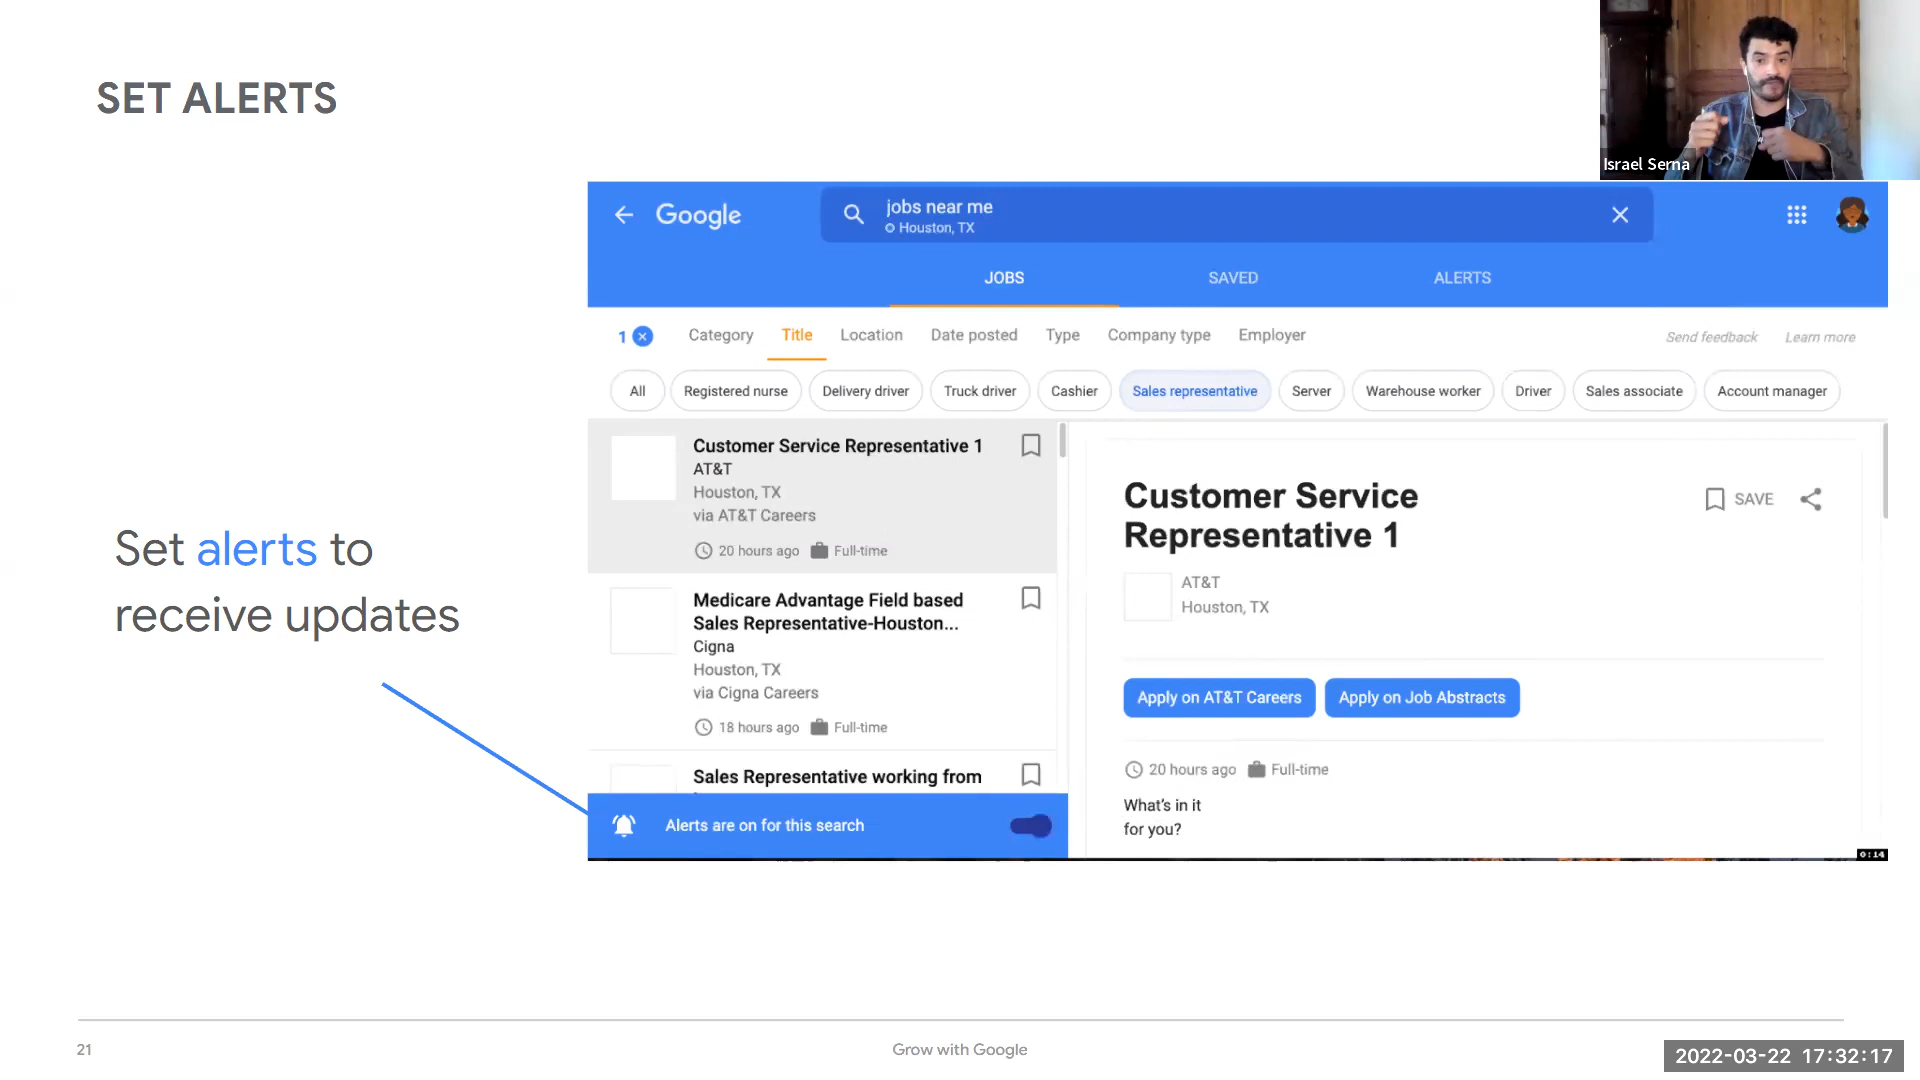 SET ALERTS
Israel Serna
Google
jobs near me
Houston, TX
JOBS
SAVED
ALERTS
1
Category
Title
Location
Date posted
Type
Company type
Employer
Send feedback
Learn more
All
Registered nurse
Delivery driver
Truck driver
Cashier
Sales representative
Server
Warehouse worker
Driver
Sales associate
Account manager
Customer Service Representative 1
AT&T
Houston, TX
via AT&T Careers
20 hours ago
Full-time
Medicare Advantage Field based
Sales Representative-Houston...
Cigna
Houston, TX
via Cigna Careers
18 hours ago
Full-time
Sales Representative working from
Alerts are on for this search
Customer Service
Representative 1
SAVE
AT&T
Houston, TX
Apply on AT&T Careers
Apply on Job Abstracts
20 hours ago
Full-time
What's in it
for you?
0:14
Set alerts to
receive updates
21
Grow with Google
2022-03-22 17:32:17